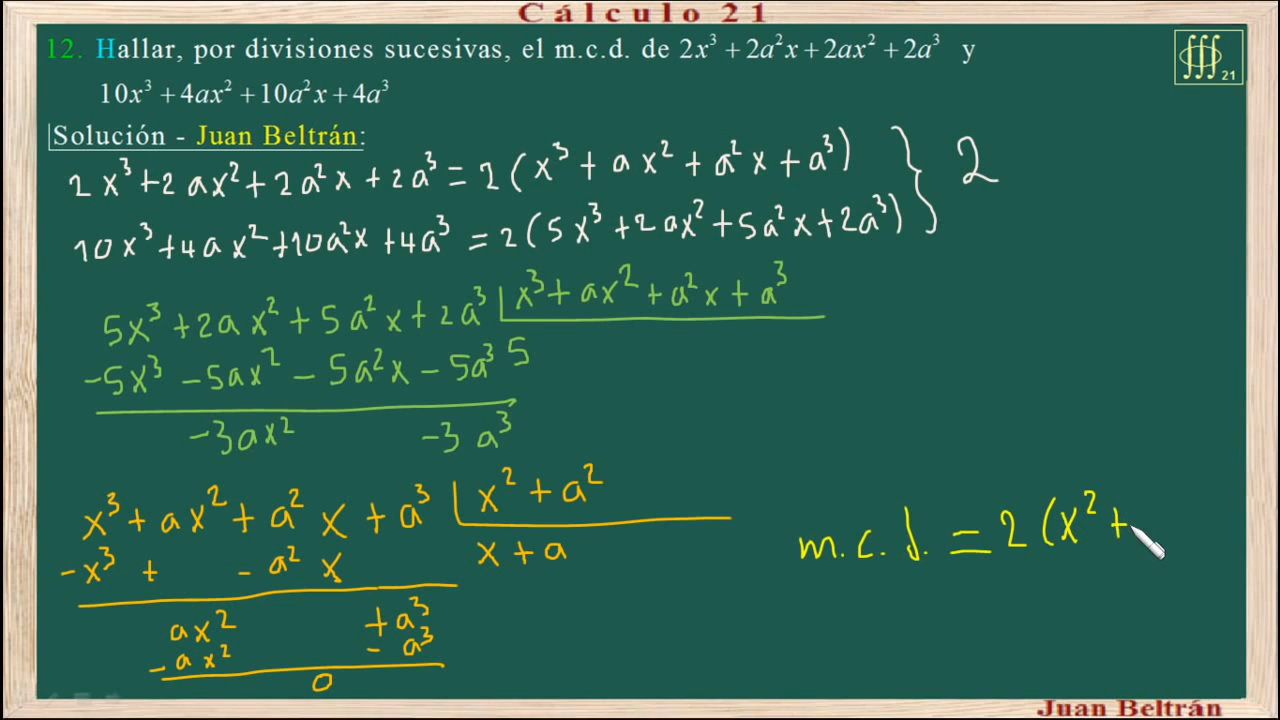 Cálculo 21
12. Hallar, por divisiones sucesivas, el m.c.d. de 2x³ + 2a²x + 2ax² + 2a³ y
10x³ + 4ax² + 10a²x + 4a³
∫∫∫ 21
Solución - Juan Beltrán:
2x³ + 2ax² + 2a²x + 2a³ = 2(x³ + ax² + a²x + a³) } 2
10x³ + 4ax² + 10a²x + 4a³ = 2(5x³ + 2ax² + 5a²x + 2a³)
5x³ + 2ax² + 5a²x + 2a³ | x³ + ax² + a²x + a³
-5x³ - 5ax² - 5a²x - 5a³ 5
-3ax² -3a³
x³ + ax² + a²x + a³ | x² + a²
-x³ + - a²x x + a
ax² + a³
-ax² - a³
0
m.c.d. = 2(x² +
Juan Beltrán